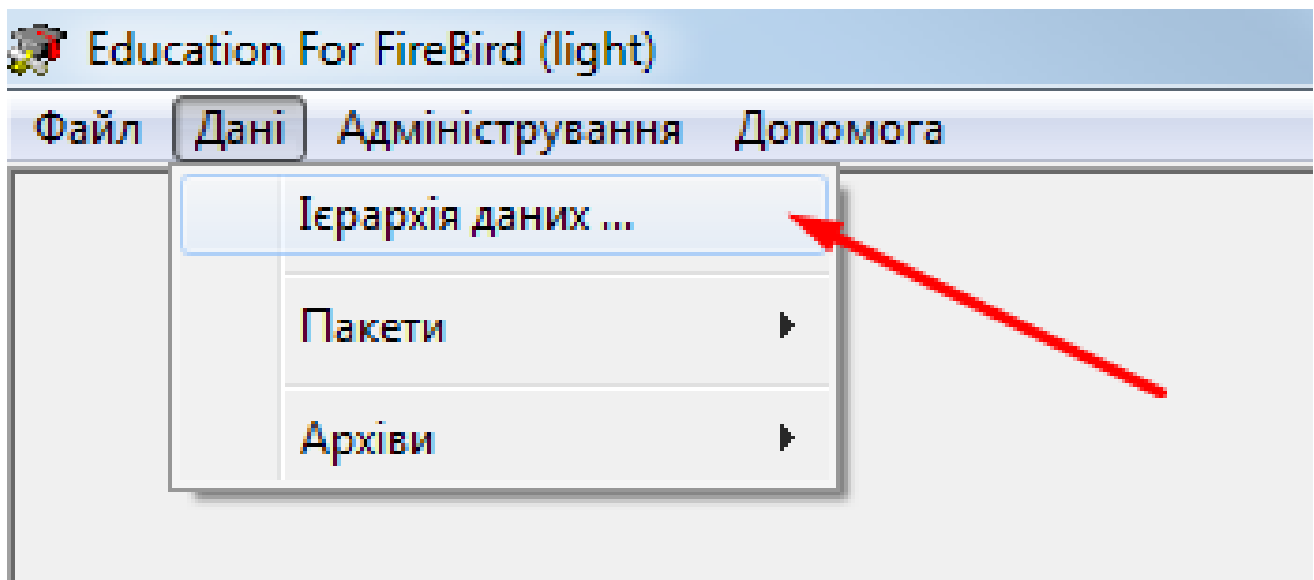 Education For FireBird (light)
Файл Дані Адміністрування Допомога
Ієрархія даних ...
Пакети
Архіви